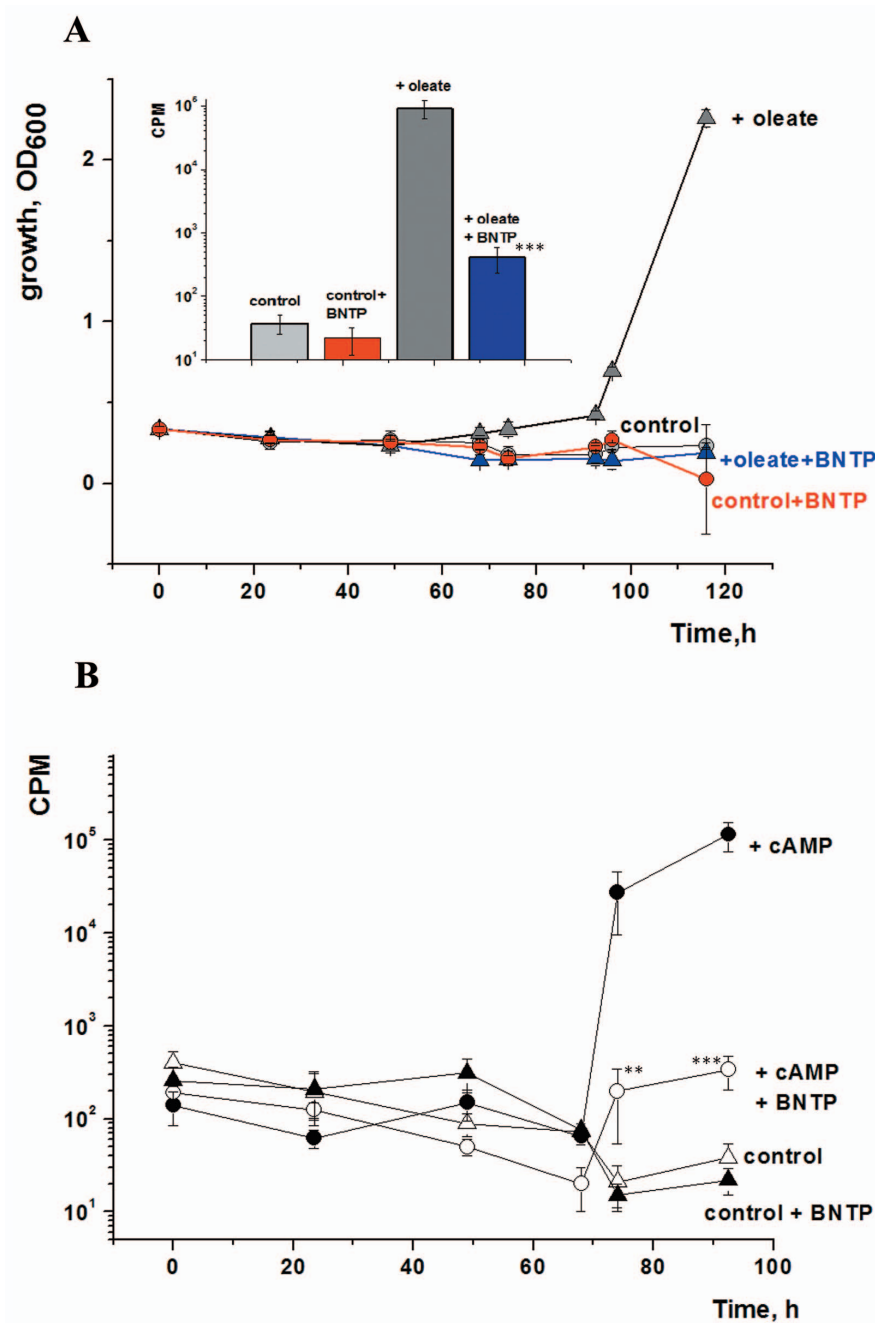 A
growth, OD600
2
1
0
CPM
10^5
10^4
10^3
10^2
10^1
+ oleate
+ oleate
+ BNTP
***
control
control+
BNTP
+ oleate
control
+oleate+BNTP
control+BNTP
0 20 40 60 80 100 120
Time,h
B
CPM
10^5
10^4
10^3
10^2
10^1
+ cAMP
**
***
+ cAMP
+ BNTP
control
control + BNTP
0 20 40 60 80 100
Time, h